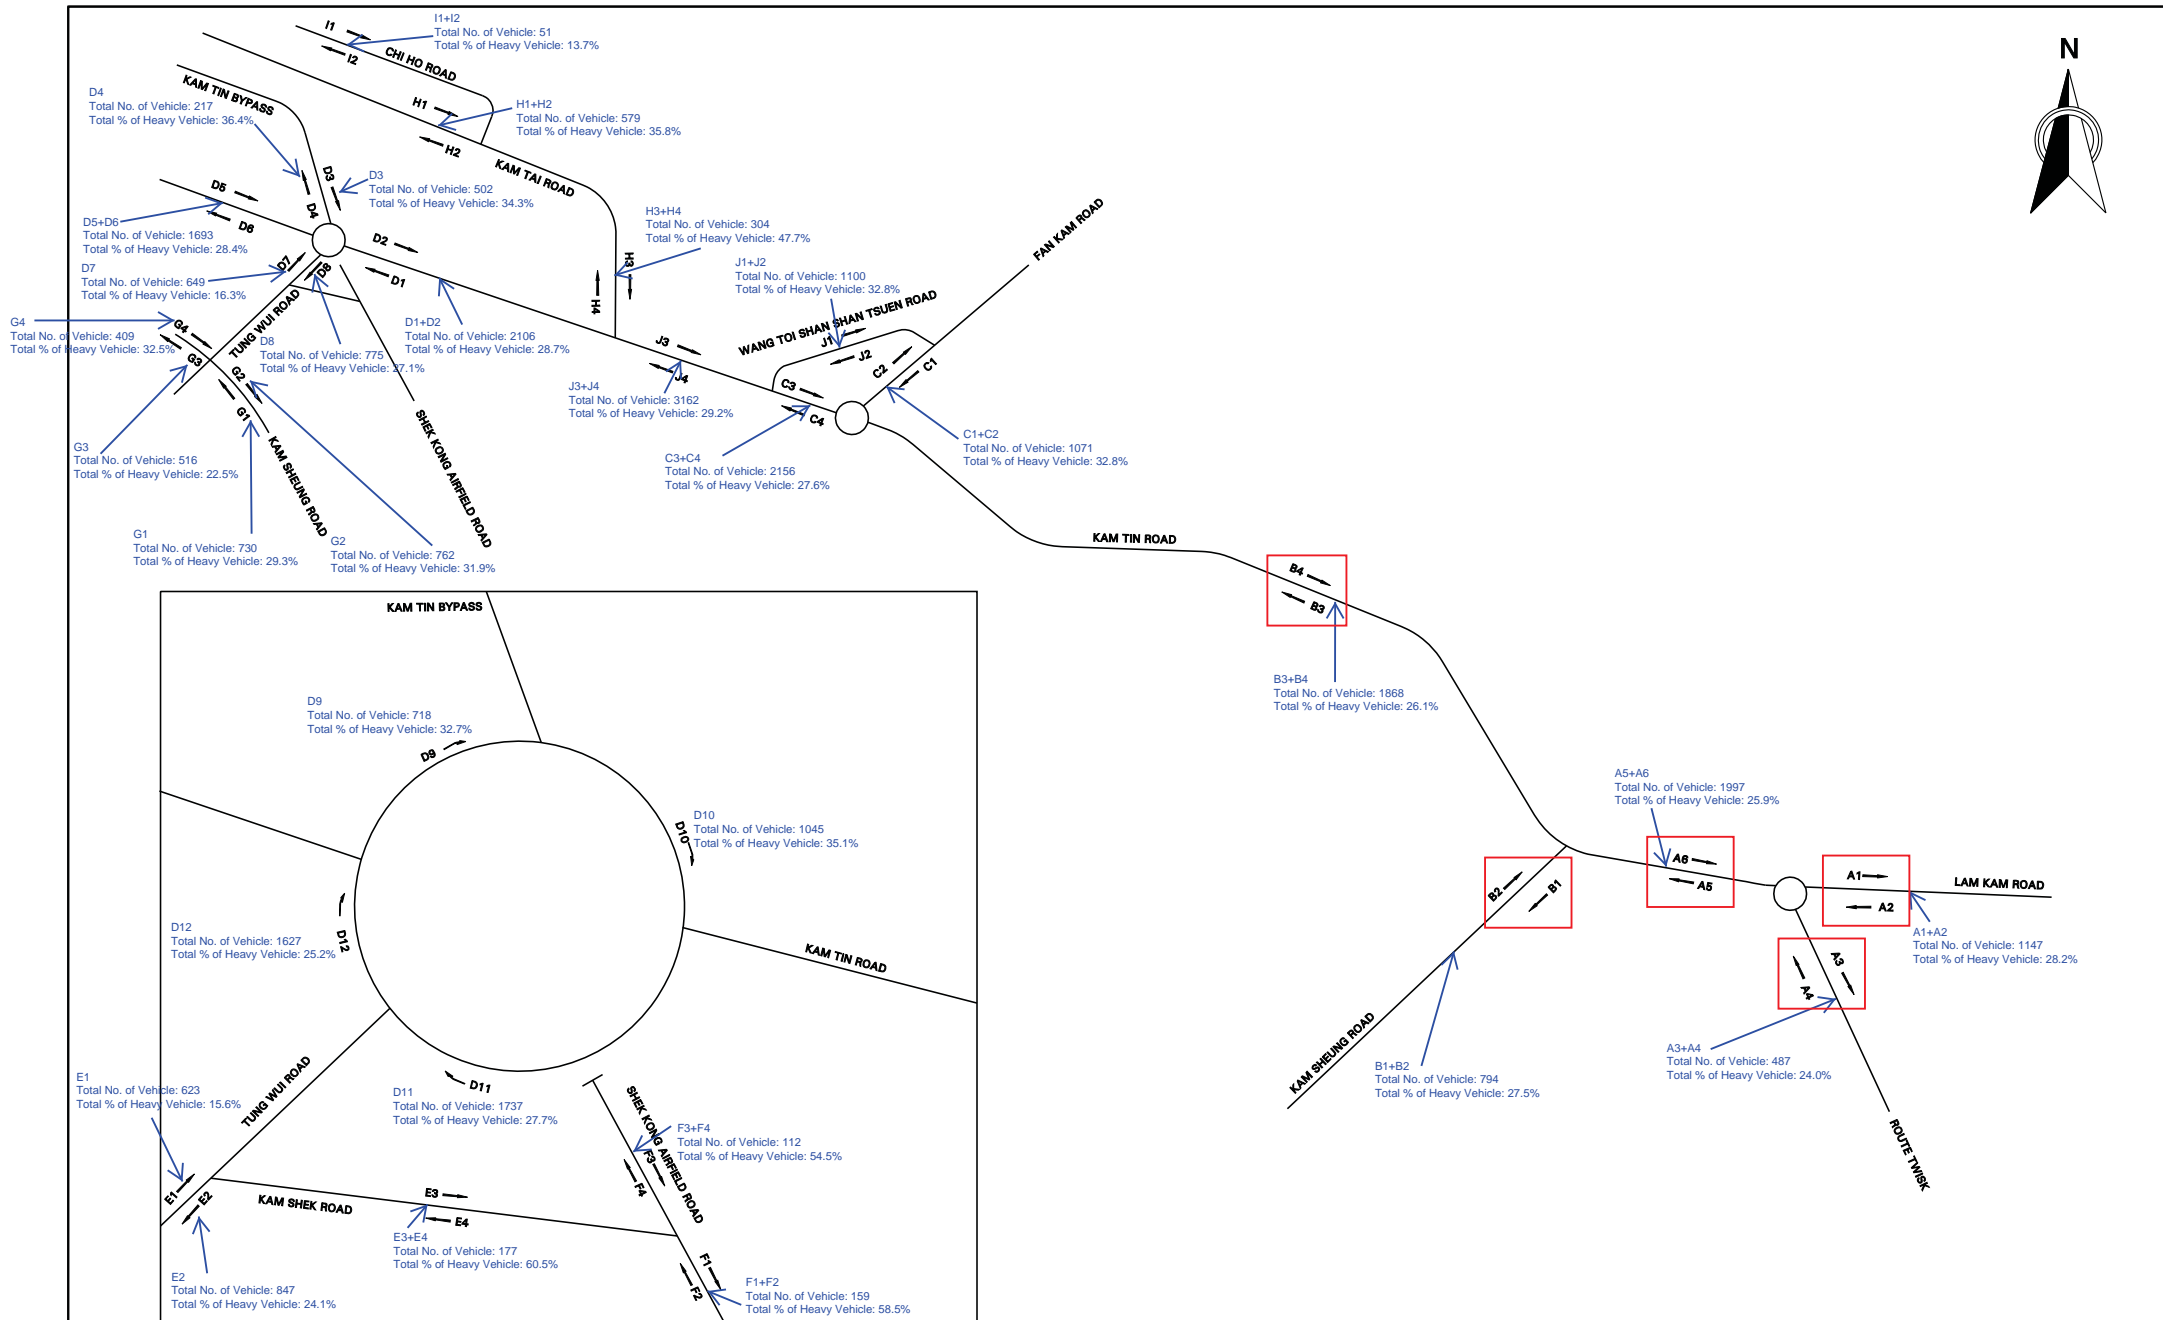 I1+I2
Total No. of Vehicle: 51
Total % of Heavy Vehicle: 13.7%
I1
I2
CHI HO ROAD
N
KAM TIN BYPASS
D4
Total No. of Vehicle: 217
Total % of Heavy Vehicle: 36.4%
H1
H2
H1+H2
Total No. of Vehicle: 579
Total % of Heavy Vehicle: 35.8%
KAM TAI ROAD
D3
D4
D3
Total No. of Vehicle: 502
Total % of Heavy Vehicle: 34.3%
D5
D6
D5+D6
Total No. of Vehicle: 1693
Total % of Heavy Vehicle: 28.4%
D2
D1
H3+H4
Total No. of Vehicle: 304
Total % of Heavy Vehicle: 47.7%
H3
H4
FAN KAM ROAD
D7
Total No. of Vehicle: 649
Total % of Heavy Vehicle: 16.3%
D7
D8
J1+J2
Total No. of Vehicle: 1100
Total % of Heavy Vehicle: 32.8%
WANG TOI SHAN SHAN TSUEN ROAD
J1
J2
G4
Total No. of Vehicle: 409
Total % of Heavy Vehicle: 32.5%
G4
G3
TUNG WUI ROAD
D8
Total No. of Vehicle: 775
Total % of Heavy Vehicle: 27.1%
D1+D2
Total No. of Vehicle: 2106
Total % of Heavy Vehicle: 28.7%
J3
J4
J3+J4
Total No. of Vehicle: 3162
Total % of Heavy Vehicle: 29.2%
C3
C4
C2
C1
G2
G1
G3
Total No. of Vehicle: 516
Total % of Heavy Vehicle: 22.5%
KAM SHEUNG ROAD
SHEK KONG AIRFIELD ROAD
C3+C4
Total No. of Vehicle: 2156
Total % of Heavy Vehicle: 27.6%
C1+C2
Total No. of Vehicle: 1071
Total % of Heavy Vehicle: 32.8%
G1
Total No. of Vehicle: 730
Total % of Heavy Vehicle: 29.3%
G2
Total No. of Vehicle: 762
Total % of Heavy Vehicle: 31.9%
KAM TIN ROAD
B4
B3
B3+B4
Total No. of Vehicle: 1868
Total % of Heavy Vehicle: 26.1%
A5+A6
Total No. of Vehicle: 1997
Total % of Heavy Vehicle: 25.9%
A6
A5
A1
A2
LAM KAM ROAD
A1+A2
Total No. of Vehicle: 1147
Total % of Heavy Vehicle: 28.2%
B2
B1
A3
A4
KAM SHEUNG ROAD
B1+B2
Total No. of Vehicle: 794
Total % of Heavy Vehicle: 27.5%
A3+A4
Total No. of Vehicle: 487
Total % of Heavy Vehicle: 24.0%
ROUTE TWISK
KAM TIN BYPASS
D9
Total No. of Vehicle: 718
Total % of Heavy Vehicle: 32.7%
D9
D10
D10
Total No. of Vehicle: 1045
Total % of Heavy Vehicle: 35.1%
D12
Total No. of Vehicle: 1627
Total % of Heavy Vehicle: 25.2%
D12
KAM TIN ROAD
E1
Total No. of Vehicle: 623
Total % of Heavy Vehicle: 15.6%
TUNG WUI ROAD
D11
D11
Total No. of Vehicle: 1737
Total % of Heavy Vehicle: 27.7%
SHEK KONG AIRFIELD ROAD
F3+F4
Total No. of Vehicle: 112
Total % of Heavy Vehicle: 54.5%
F3
F4
E1
E2
KAM SHEK ROAD
E3
E4
E3+E4
Total No. of Vehicle: 177
Total % of Heavy Vehicle: 60.5%
E2
Total No. of Vehicle: 847
Total % of Heavy Vehicle: 24.1%
F1
F2
F1+F2
Total No. of Vehicle: 159
Total % of Heavy Vehicle: 58.5%